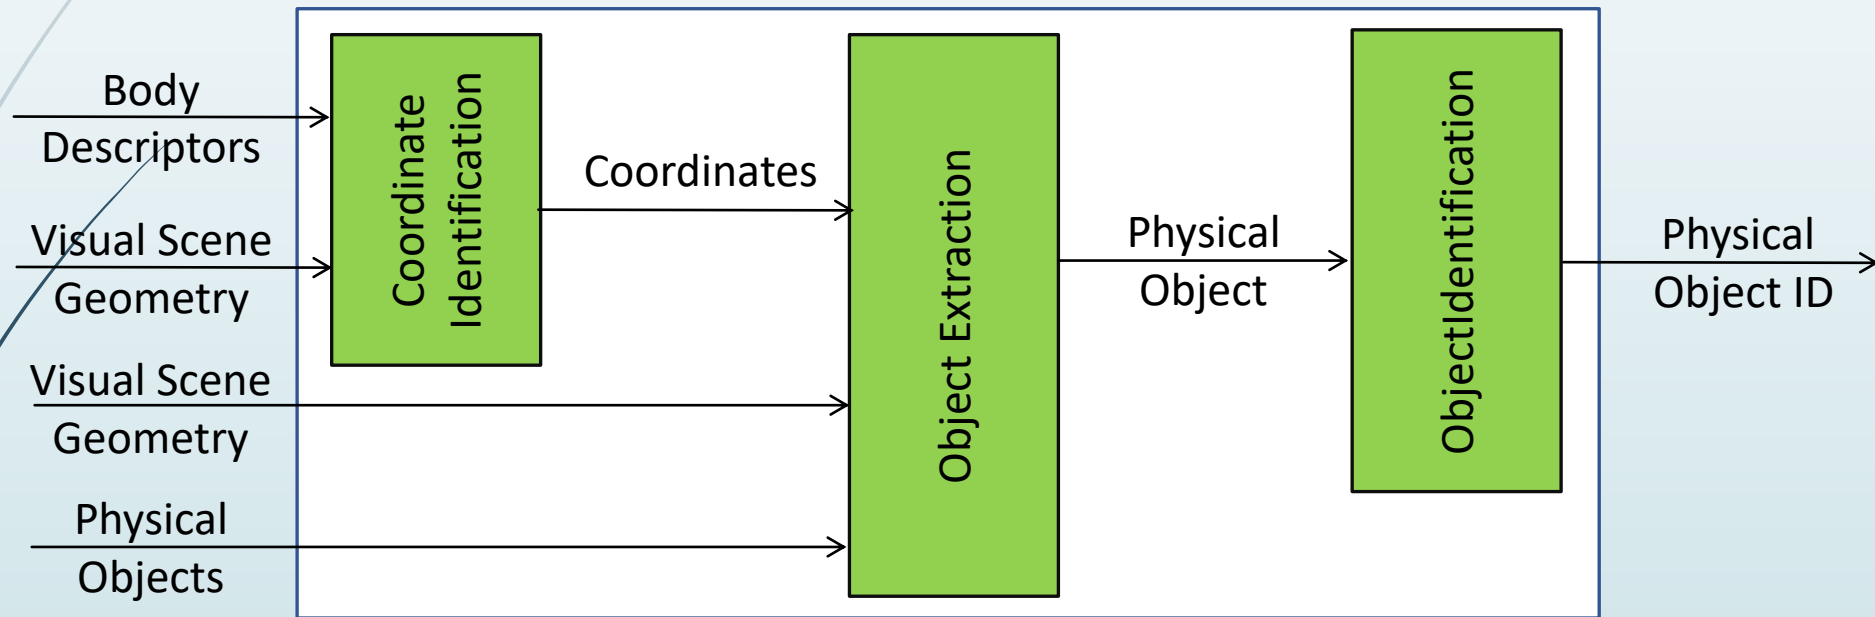 Body
Descriptors
Visual Scene
Geometry
Visual Scene
Geometry
Physical
Objects
Coordinate
Identification
Coordinates
Object Extraction
Physical
Object
ObjectIdentification
Physical
Object ID